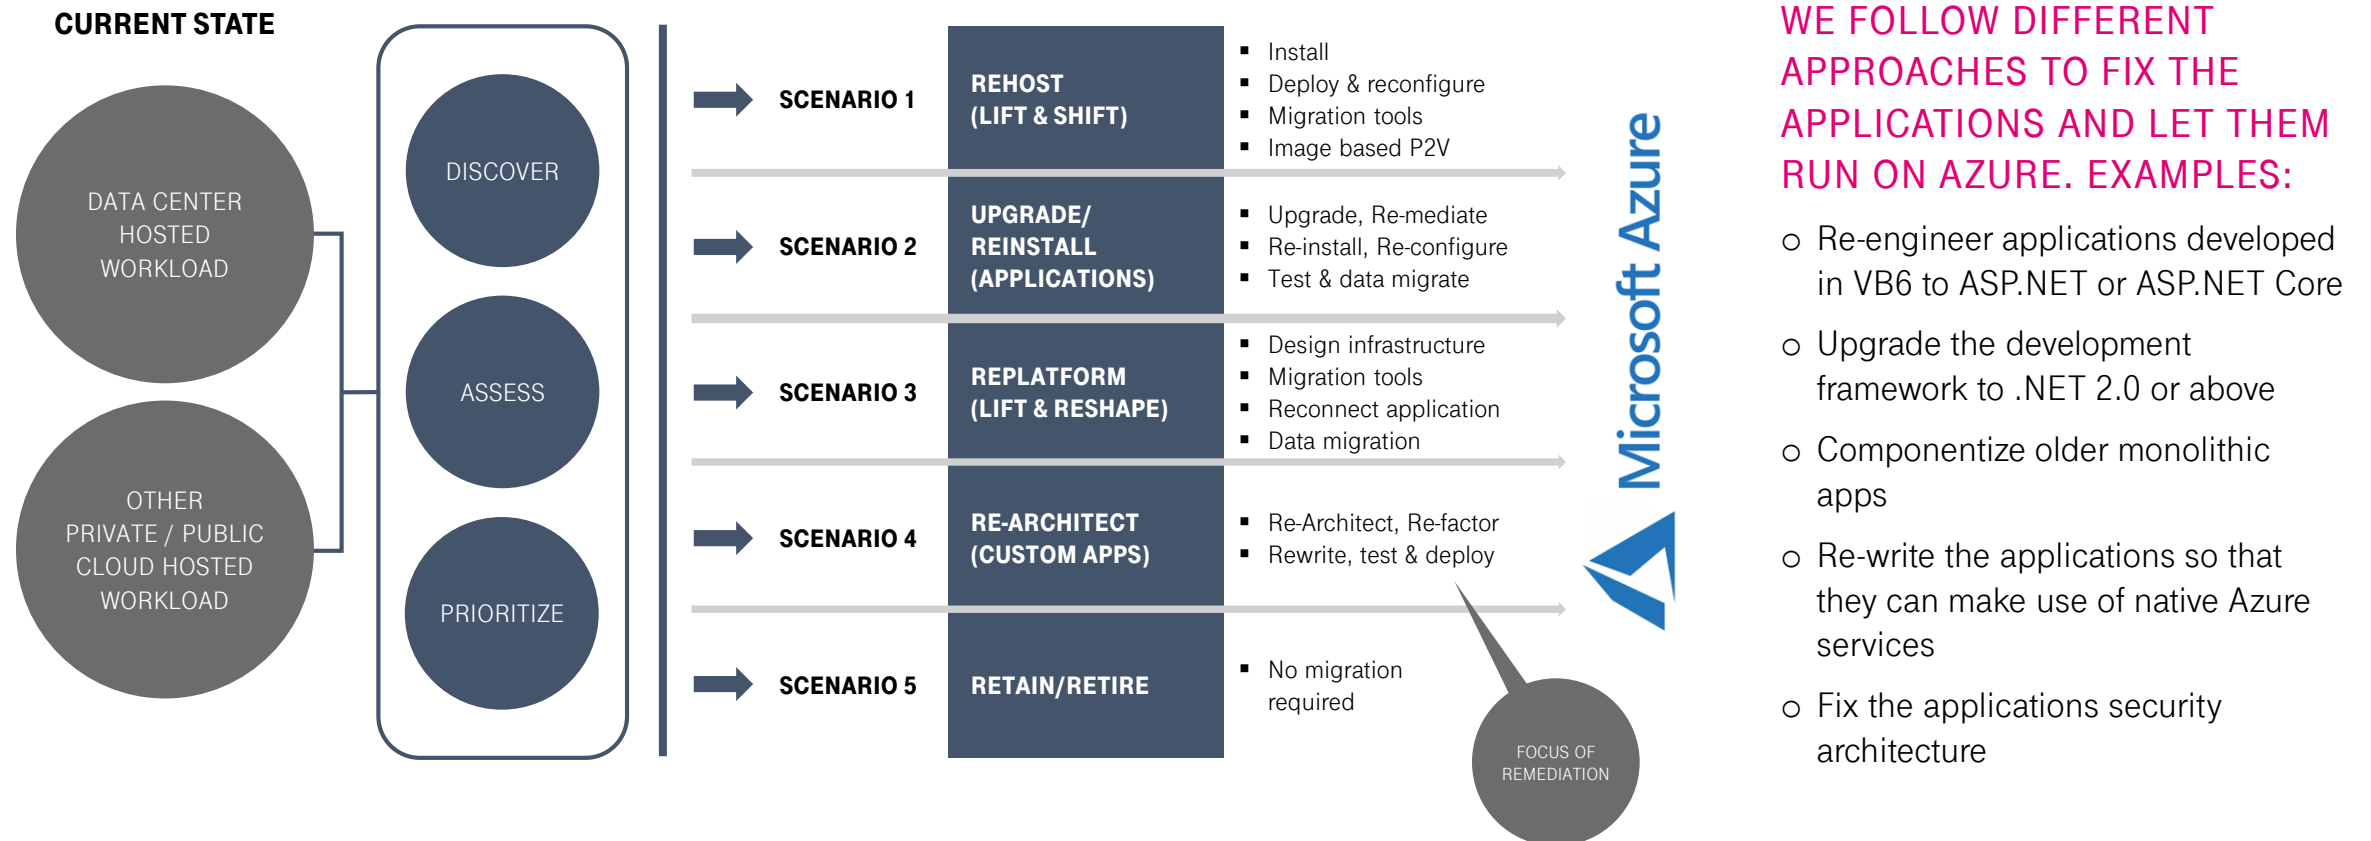 CURRENT STATE
DATA CENTER
HOSTED
WORKLOAD
OTHER
PRIVATE / PUBLIC
CLOUD HOSTED
WORKLOAD
DISCOVER
ASSESS
PRIORITIZE
SCENARIO 1
REHOST
(LIFT & SHIFT)
▪ Install
▪ Deploy & reconfigure
▪ Migration tools
▪ Image based P2V
SCENARIO 2
UPGRADE/
REINSTALL
(APPLICATIONS)
▪ Upgrade, Re-mediate
▪ Re-install, Re-configure
▪ Test & data migrate
SCENARIO 3
REPLATFORM
(LIFT & RESHAPE)
▪ Design infrastructure
▪ Migration tools
▪ Reconnect application
▪ Data migration
SCENARIO 4
RE-ARCHITECT
(CUSTOM APPS)
▪ Re-Architect, Re-factor
▪ Rewrite, test & deploy
SCENARIO 5
RETAIN/RETIRE
▪ No migration
required
FOCUS OF
REMEDIATION
Microsoft Azure
WE FOLLOW DIFFERENT
APPROACHES TO FIX THE
APPLICATIONS AND LET THEM
RUN ON AZURE. EXAMPLES:
o Re-engineer applications developed
in VB6 to ASP.NET or ASP.NET Core
o Upgrade the development
framework to .NET 2.0 or above
o Componentize older monolithic
apps
o Re-write the applications so that
they can make use of native Azure
services
o Fix the applications security
architecture